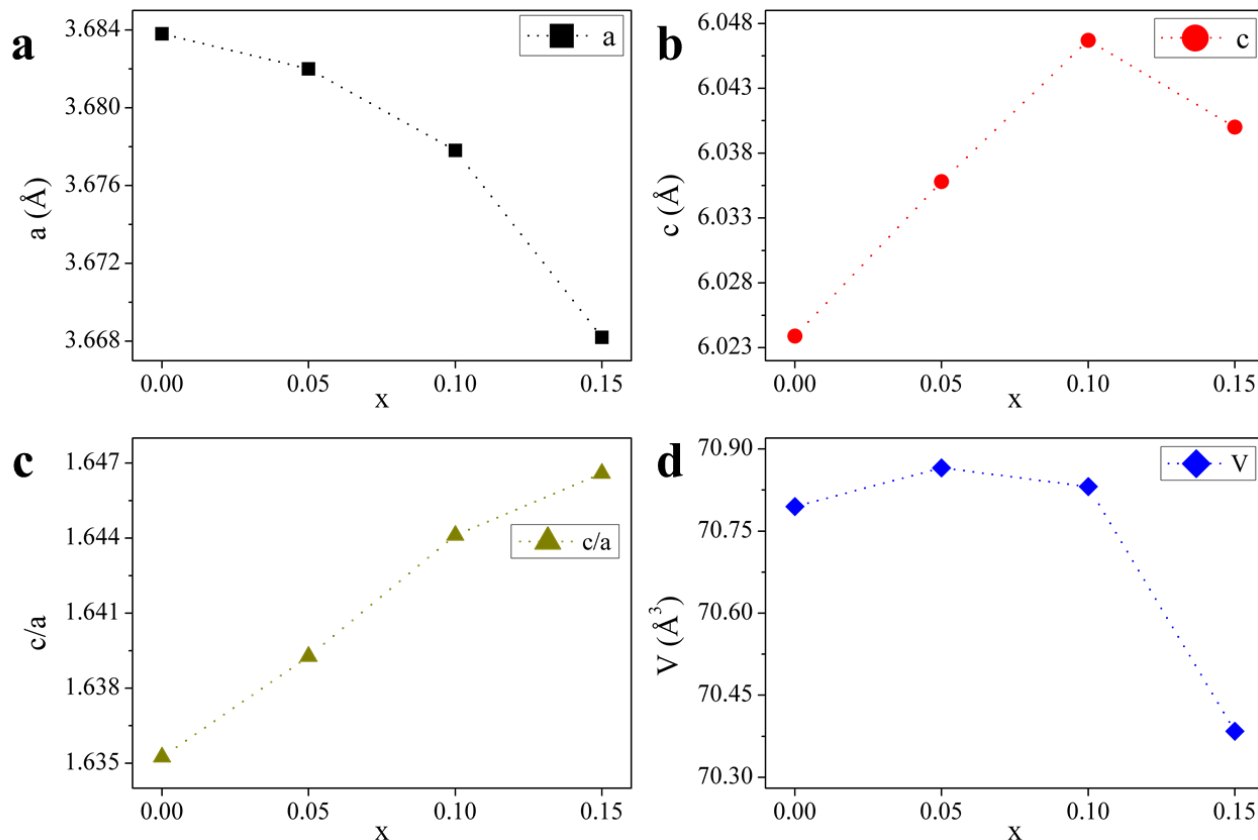 a
3.684
3.680
3.676
3.672
3.668
a (Å)
a
0.00 0.05 0.10 0.15
x
b
6.048
6.043
6.038
6.033
6.028
6.023
c (Å)
c
0.00 0.05 0.10 0.15
x
c
1.647
1.644
1.641
1.638
1.635
c/a
c/a
0.00 0.05 0.10 0.15
x
d
70.90
70.75
70.60
70.45
70.30
V (Å³)
V
0.00 0.05 0.10 0.15
x